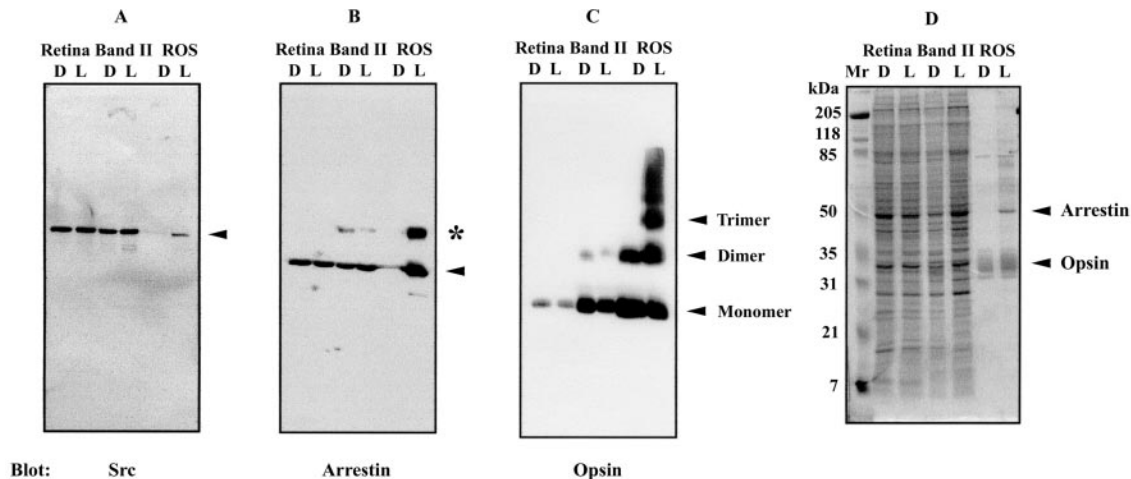 A
Retina Band II ROS
D L D L D L
B
Retina Band II ROS
D L D L D L
*
C
Retina Band II ROS
D L D L D L
Trimer
Dimer
Monomer
D
Retina Band II ROS
Mr D L D L D L
kDa
205
118
85
50
35
31
21
7
Arrestin
Opsin
Blot: Src Arrestin Opsin